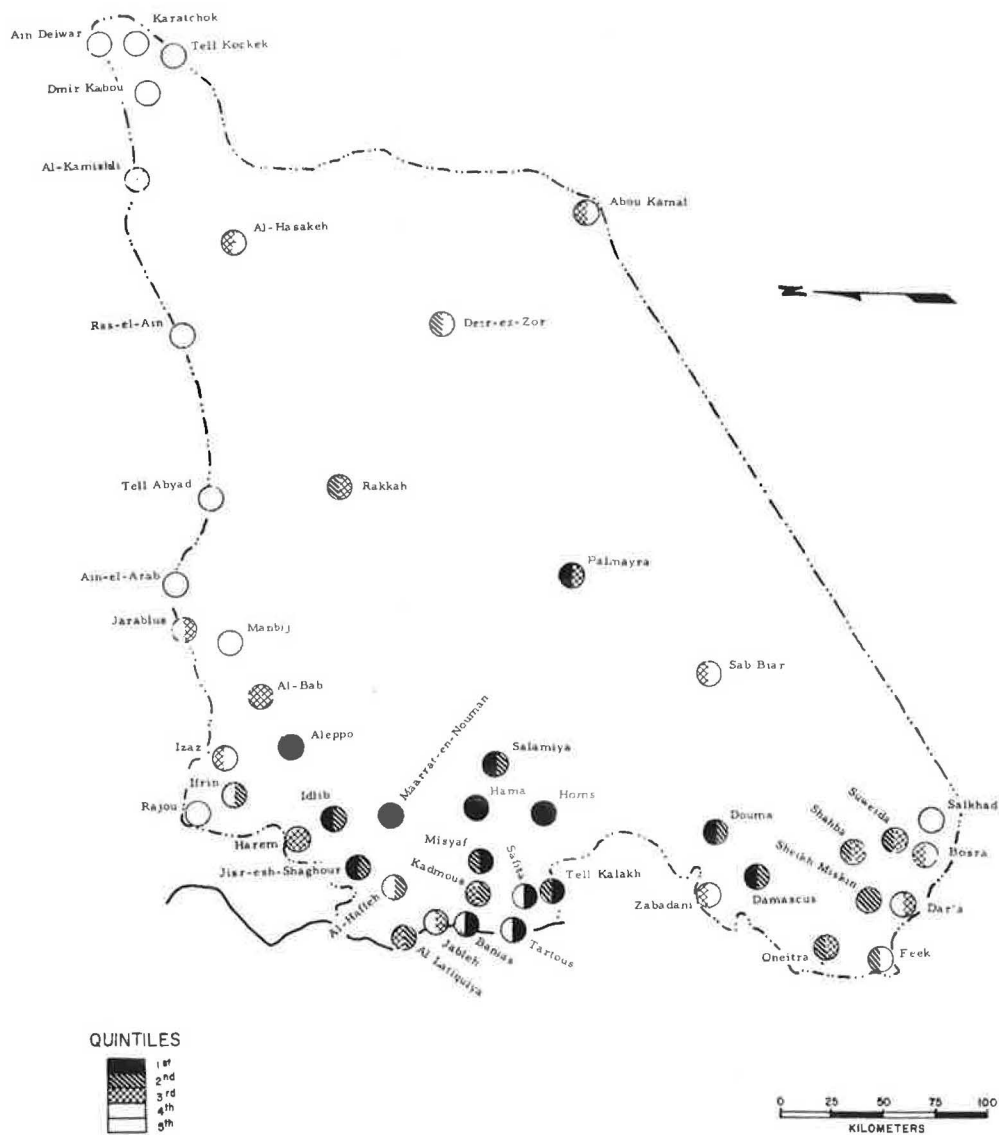 Karatchok
Ain Deiwar
Tell Kockek
Dmir Kabou
Al-Kamishli
Abou Kamal
Al-Hasakeh
N
Ras-el-Ain
Deir-ez-Zor
Tell Abyad
Rakkah
Palmayra
Ain-el-Arab
Jarablus
Manbij
Sab Biar
Al-Bab
Aleppo
Maarrat-en-Nouman
Izaz
Salamiya
Ifrin
Idlib
Hama
Homs
Rajou
Douma
Suweida
Shahba
Salkhad
Harem
Misyaf
Sheikh Miskin
Bosra
Jisr-esh-Shaghour
Kadmous
Safita
Tell Kalakh
Damascus
Zabadani
Dar'a
Al-Haffeh
Jableh
Banias
Tartous
Al Latiquiya
Qneitra
Feek
QUINTILES
1st
2nd
3rd
4th
5th
0 25 50 75 100
KILOMETERS